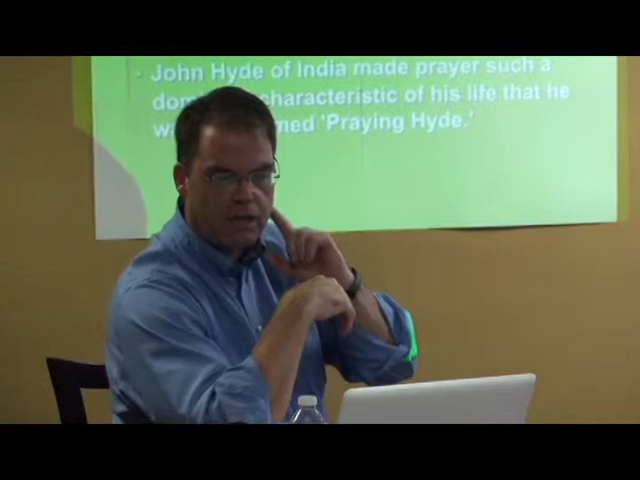 John Hyde of India made prayer such a
characteristic of his life that he
'Praying Hyde.'